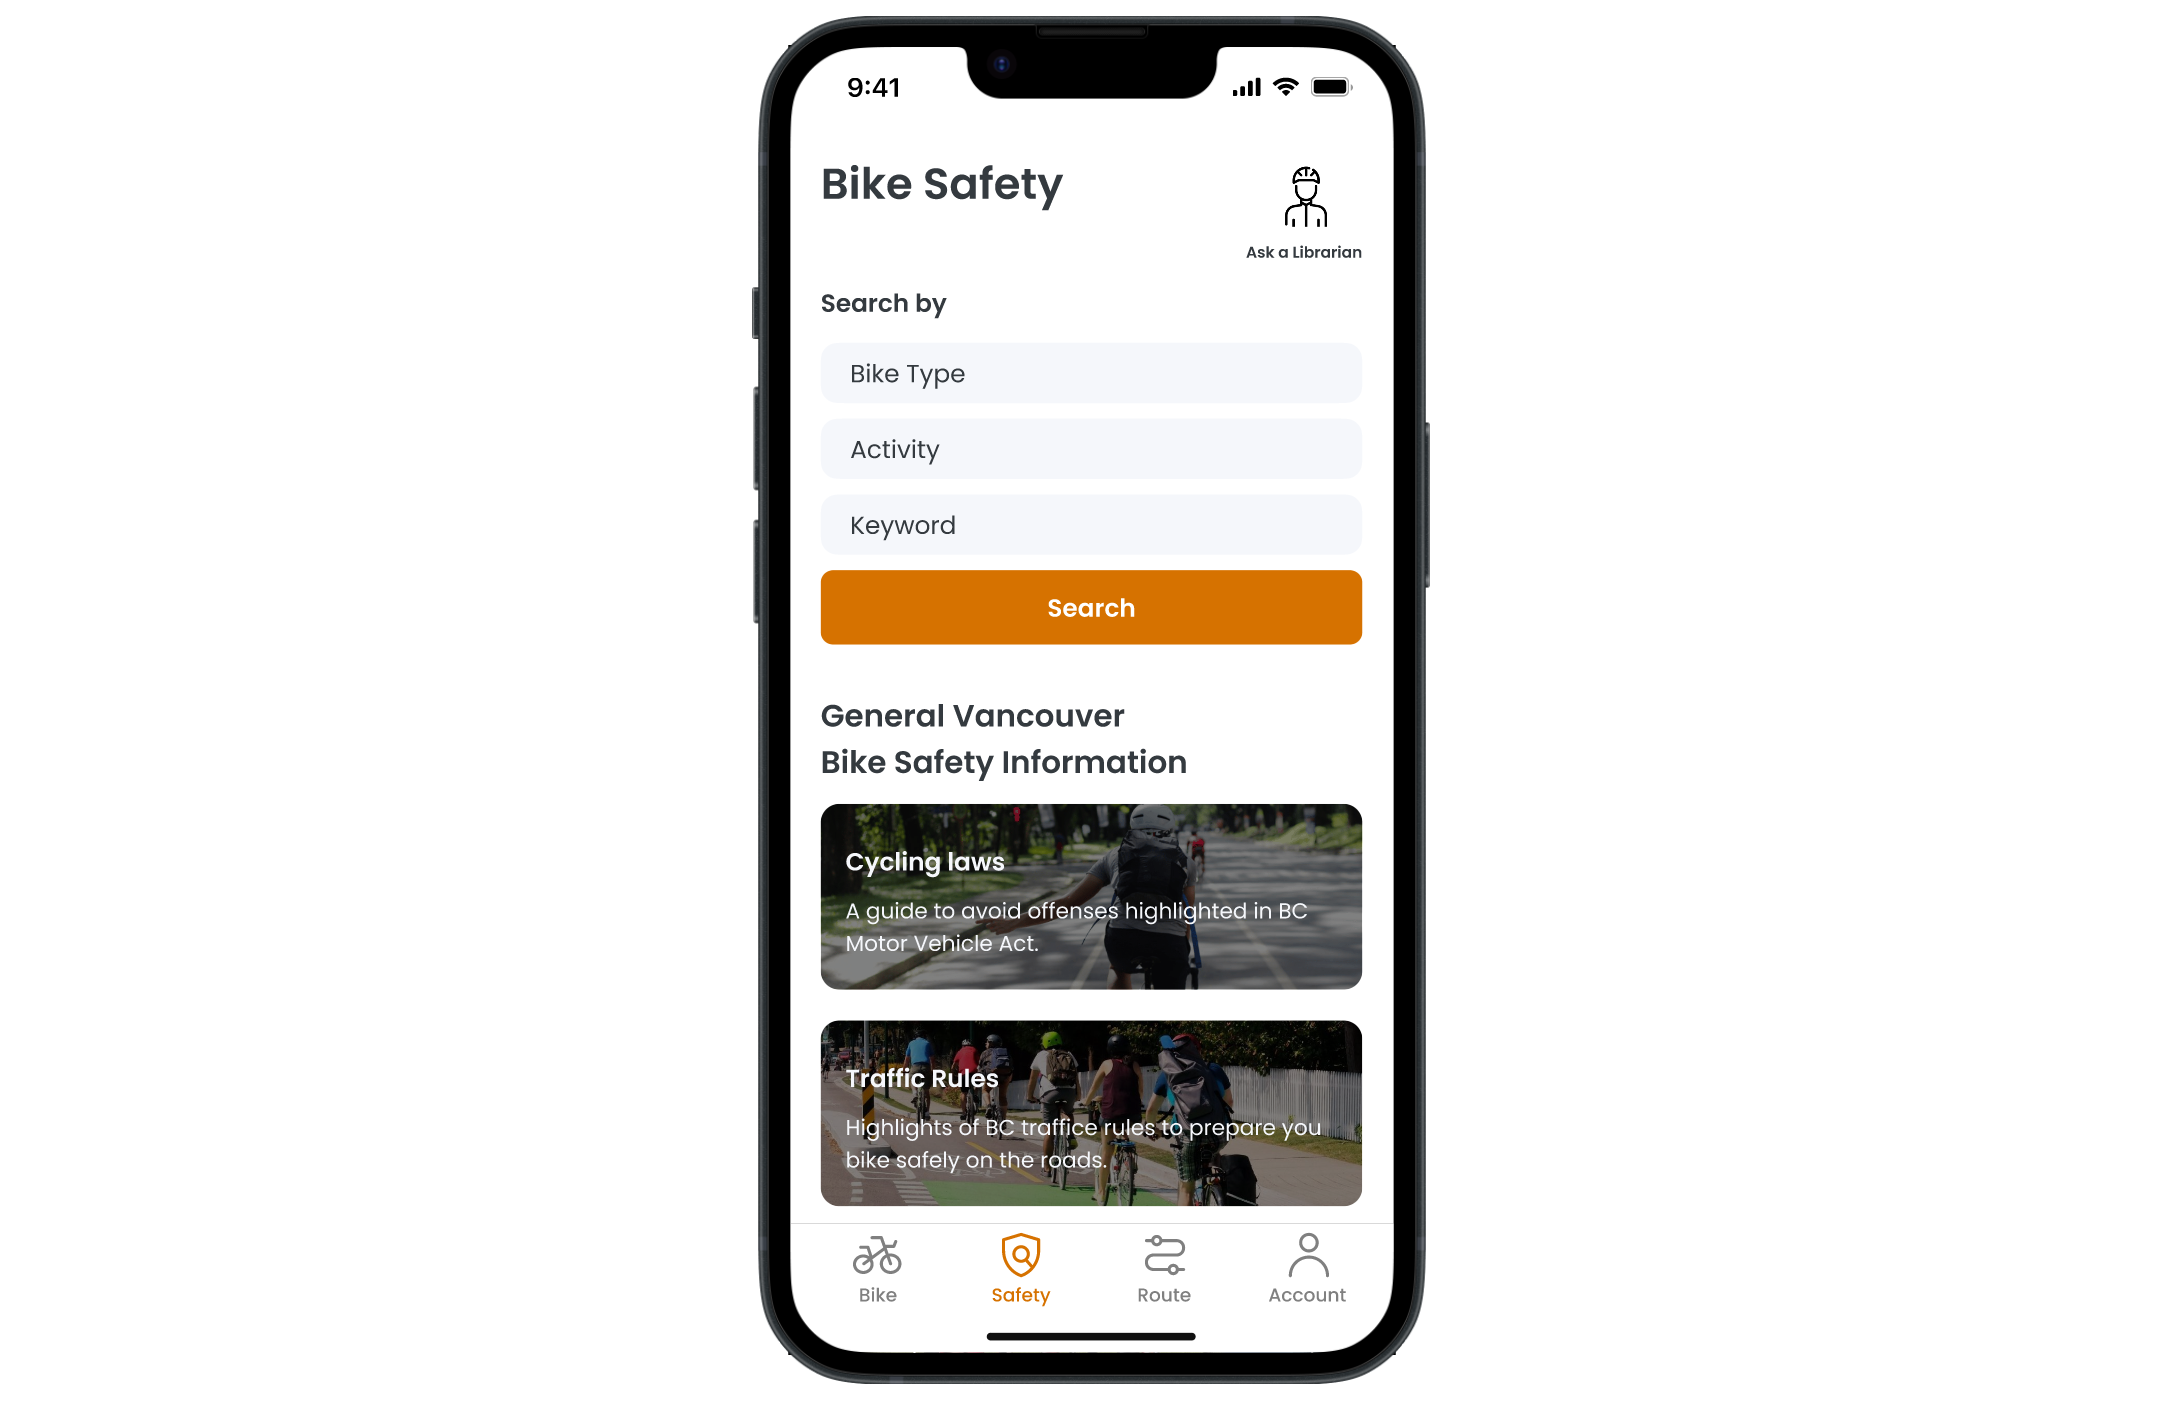 9:41
Bike Safety
Ask a Librarian
Search by
Bike Type
Activity
Keyword
Search
General Vancouver
Bike Safety Information
Cycling laws
A guide to avoid offenses highlighted in BC
Motor Vehicle Act.
Traffic Rules
Highlights of BC traffice rules to prepare you
bike safely on the roads.
Bike
Safety
Route
Account